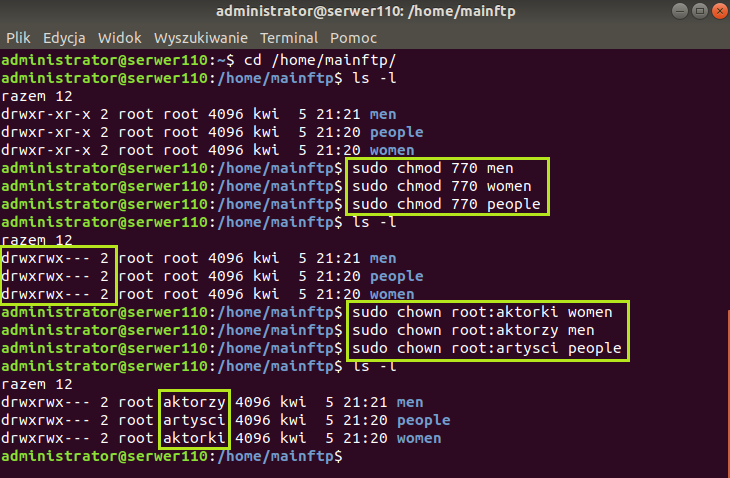 administrator@serwer110: /home/mainftp
Plik Edycja Widok Wyszukiwanie Terminal Pomoc
administrator@serwer110:~$ cd /home/mainftp/
administrator@serwer110:/home/mainftp$ ls -l
razem 12
drwxr-xr-x 2 root root 4096 kwi  5 21:21 men
drwxr-xr-x 2 root root 4096 kwi  5 21:20 people
drwxr-xr-x 2 root root 4096 kwi  5 21:20 women
administrator@serwer110:/home/mainftp$ sudo chmod 770 men
administrator@serwer110:/home/mainftp$ sudo chmod 770 women
administrator@serwer110:/home/mainftp$ sudo chmod 770 people
administrator@serwer110:/home/mainftp$ ls -l
razem 12
drwxrwx--- 2 root root 4096 kwi  5 21:21 men
drwxrwx--- 2 root root 4096 kwi  5 21:20 people
drwxrwx--- 2 root root 4096 kwi  5 21:20 women
administrator@serwer110:/home/mainftp$ sudo chown root:aktorki women
administrator@serwer110:/home/mainftp$ sudo chown root:aktorzy men
administrator@serwer110:/home/mainftp$ sudo chown root:artysci people
administrator@serwer110:/home/mainftp$ ls -l
razem 12
drwxrwx--- 2 root aktorzy 4096 kwi  5 21:21 men
drwxrwx--- 2 root artysci 4096 kwi  5 21:20 people
drwxrwx--- 2 root aktorki 4096 kwi  5 21:20 women
administrator@serwer110:/home/mainftp$